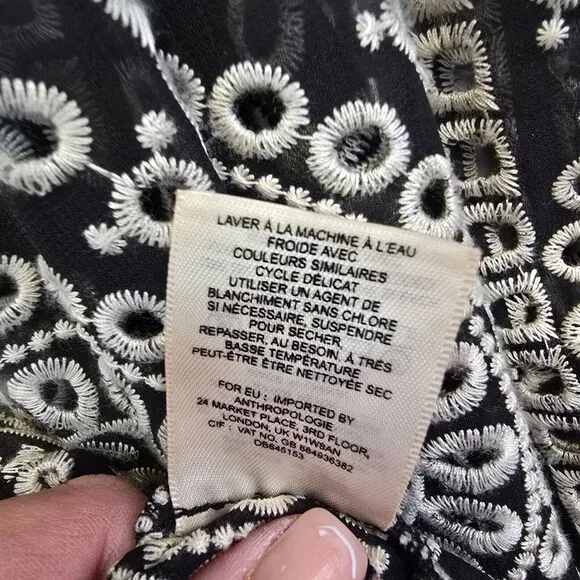 LAVER À LA MACHINE À L'EAU
FROIDE AVEC
COULEURS SIMILAIRES
CYCLE DÉLICAT
UTILISER UN AGENT DE
BLANCHIMENT SANS CHLORE
SI NÉCESSAIRE, SUSPENDRE
POUR SÉCHER,
REPASSER, AU BESOIN, À TRÈS
BASSE TEMPÉRATURE
PEUT-ÊTRE ÊTRE NETTOYÉE SEC
FOR EU : IMPORTED BY
ANTHROPOLOGIE
24 MARKET PLACE, 3RD FLOOR,
LONDON, UK W1W8AN
CIF : VAT NO. GB 684936382
OB645153